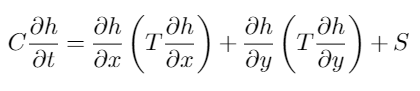 C ∂h/∂t = ∂h/∂x (T ∂h/∂x) + ∂h/∂y (T ∂h/∂y) + S